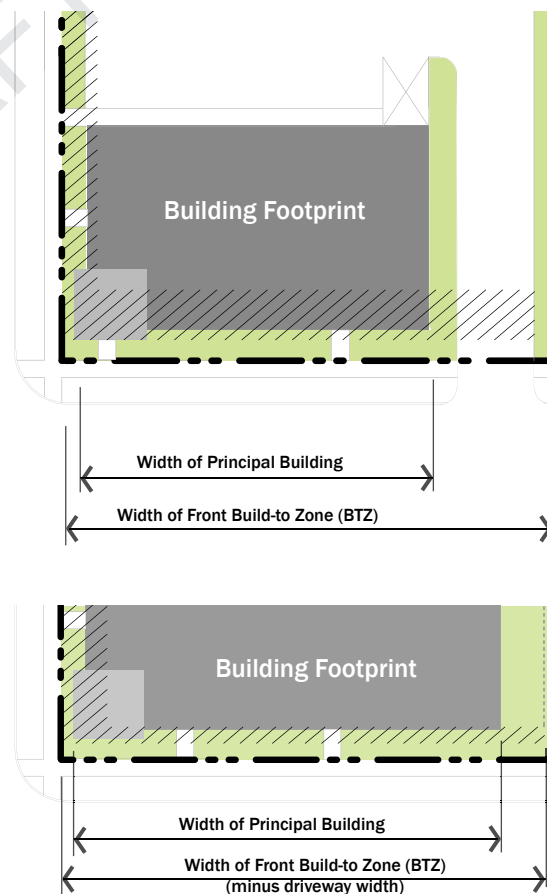 Building Footprint
Width of Principal Building
Width of Front Build-to Zone (BTZ)
Building Footprint
Width of Principal Building
Width of Front Build-to Zone (BTZ)
(minus driveway width)